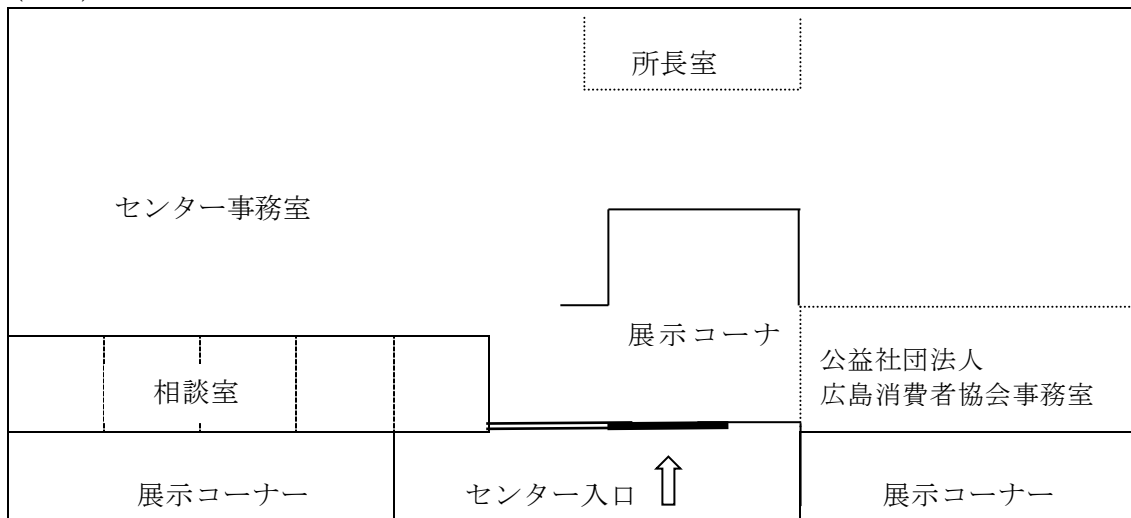 所長室
センター事務室
展示コーナ
相談室
公益社団法人
広島消費者協会事務室
展示コーナー
センター入口
展示コーナー